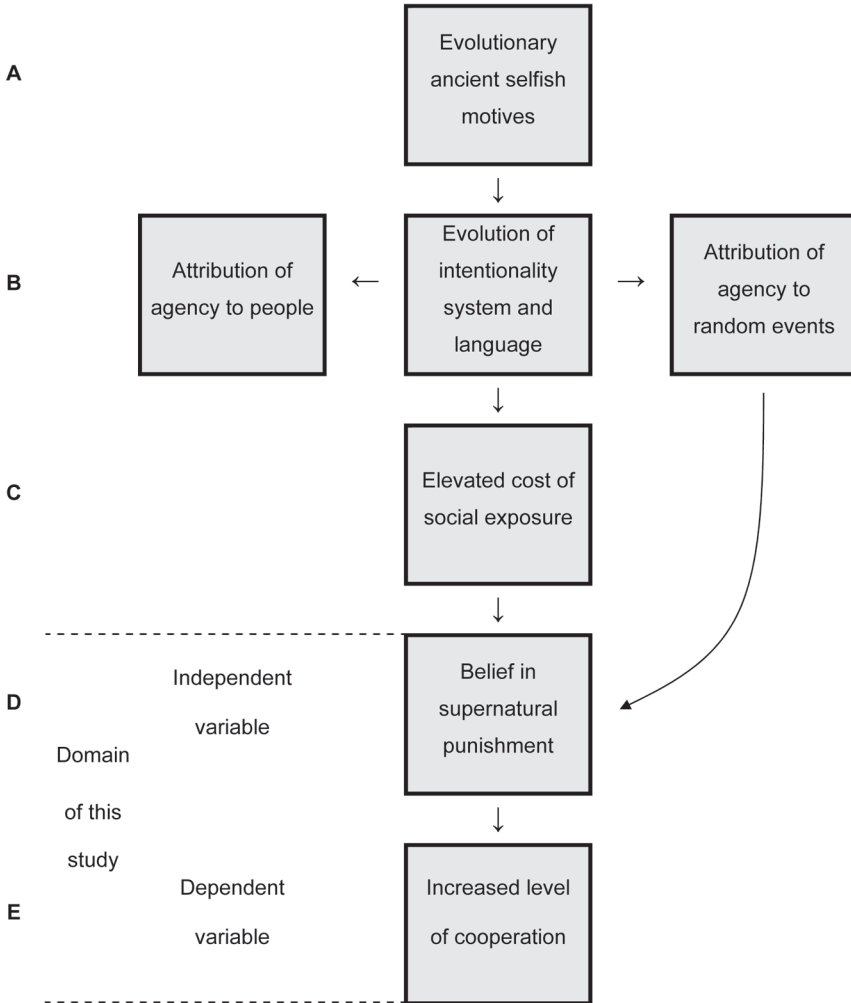 A
Evolutionary
ancient selfish
motives
↓
B
Attribution of
agency to people
←
Evolution of
intentionality
system and
language
→
Attribution of
agency to
random events
↓
C
Elevated cost of
social exposure
↓
D
Independent
variable
Belief in
supernatural
punishment
Domain
of this
study
↓
E
Dependent
variable
Increased level
of cooperation